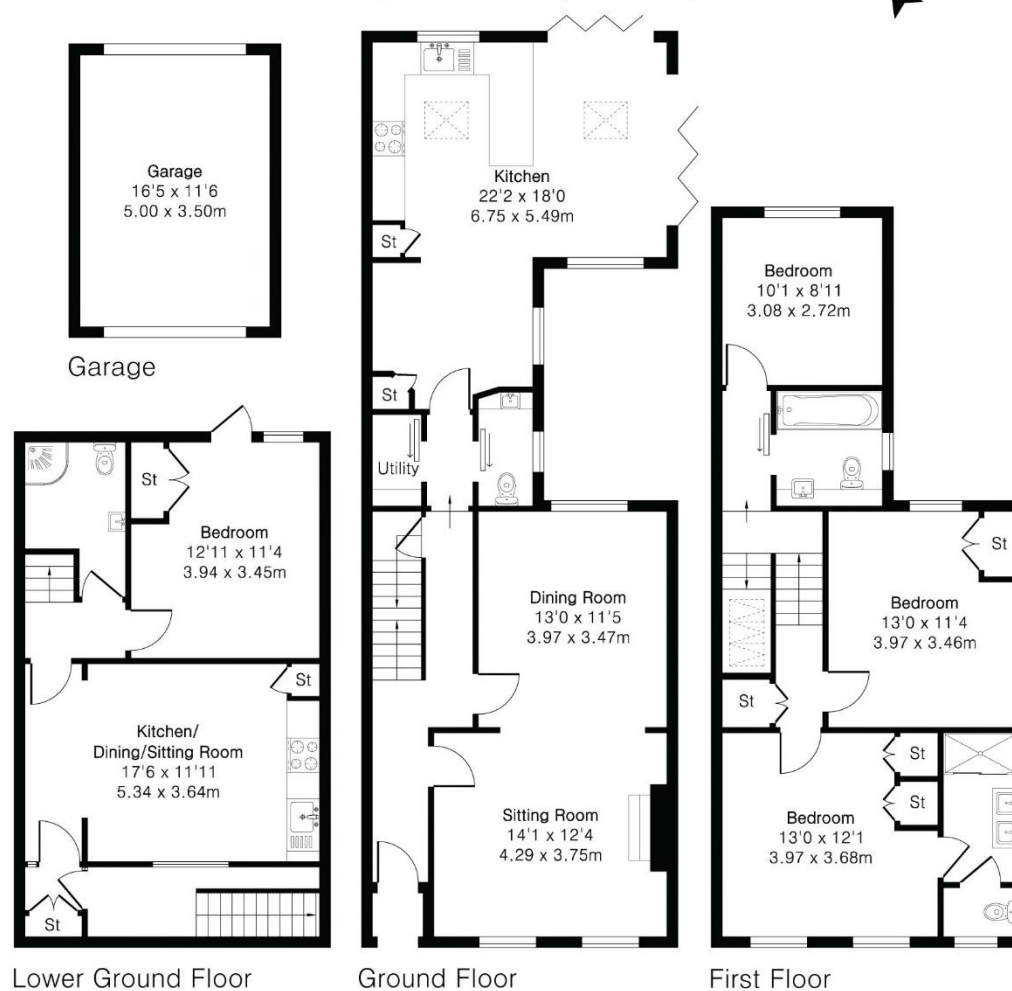 Garage
16'5 x 11'6
5.00 x 3.50m
Garage
Kitchen
22'2 x 18'0
6.75 x 5.49m
St
St
Utility
Dining Room
13'0 x 11'5
3.97 x 3.47m
Sitting Room
14'1 x 12'4
4.29 x 3.75m
Ground Floor
St
Bedroom
12'11 x 11'4
3.94 x 3.45m
St
Kitchen/
Dining/Sitting Room
17'6 x 11'11
5.34 x 3.64m
St
Lower Ground Floor
Bedroom
10'1 x 8'11
3.08 x 2.72m
St
Bedroom
13'0 x 11'4
3.97 x 3.46m
St
St
St
Bedroom
13'0 x 12'1
3.97 x 3.68m
First Floor